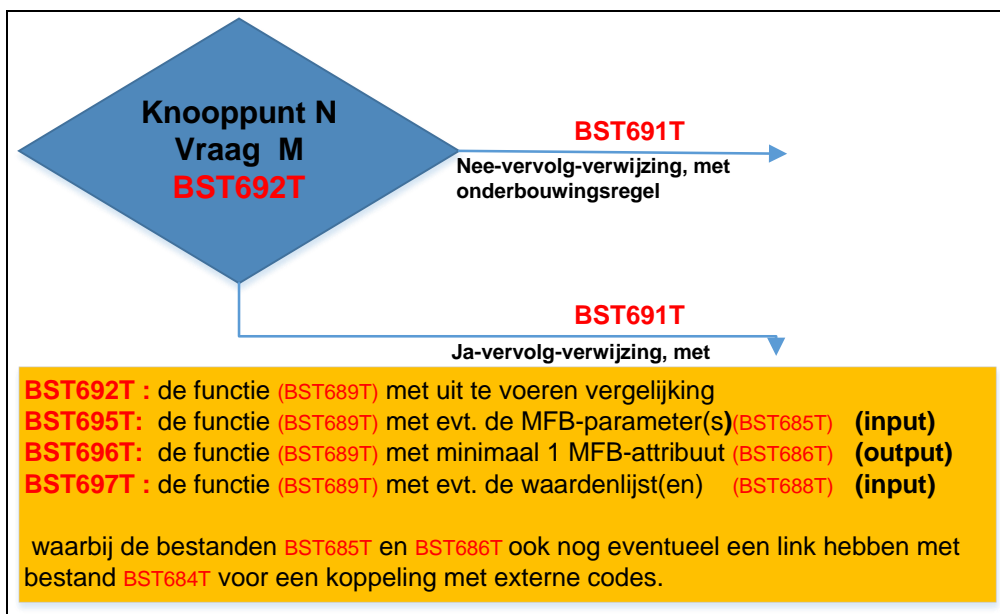 Knooppunt N
Vraag M
BST692T
BST691T
Nee-vervolg-verwijzing, met
onderbouwingsregel
BST691T
Ja-vervolg-verwijzing, met
BST692T : de functie (BST689T) met uit te voeren vergelijking
BST695T: de functie (BST689T) met evt. de MFB-parameter(s)(BST685T) (input)
BST696T: de functie (BST689T) met minimaal 1 MFB-attribuut (BST686T) (output)
BST697T : de functie (BST689T) met evt. de waardenlijst(en) (BST688T) (input)
waarbij de bestanden BST685T en BST686T ook nog eventueel een link hebben met
bestand BST684T voor een koppeling met externe codes.